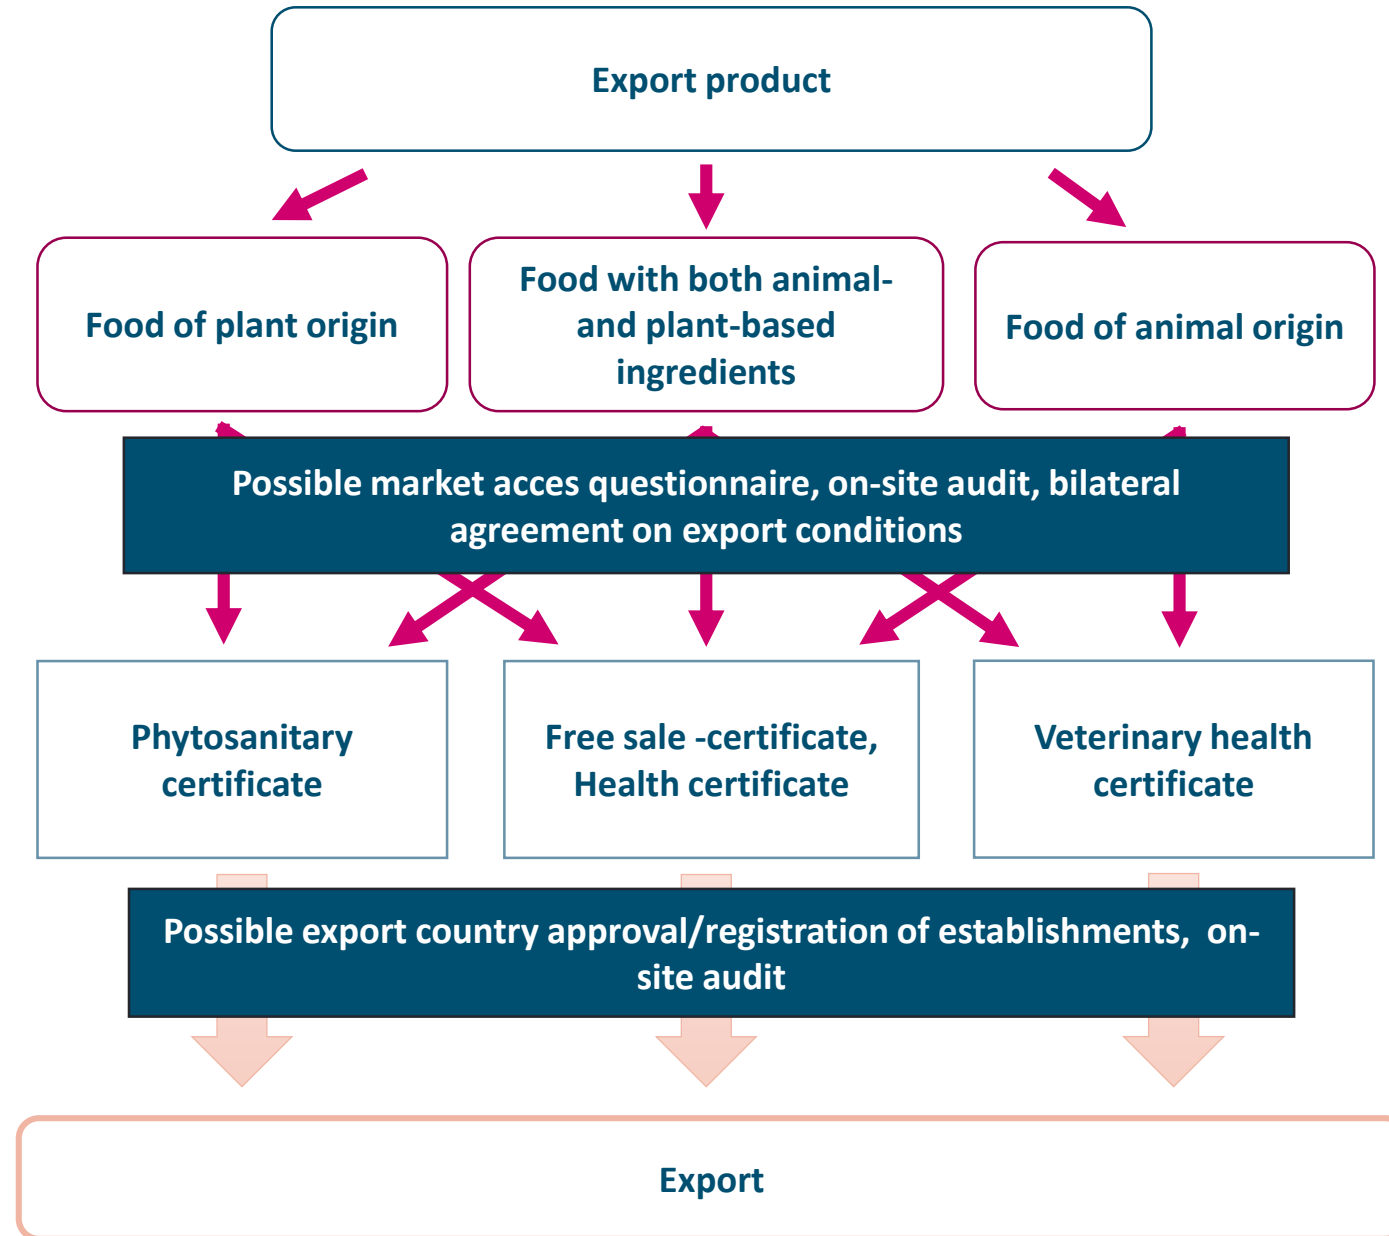 Export product
Food of plant origin
Food with both animal-
and plant-based
ingredients
Food of animal origin
Possible market acces questionnaire, on-site audit, bilateral
agreement on export conditions
Phytosanitary
certificate
Free sale -certificate,
Health certificate
Veterinary health
certificate
Possible export country approval/registration of establishments,  on-
site audit
Export